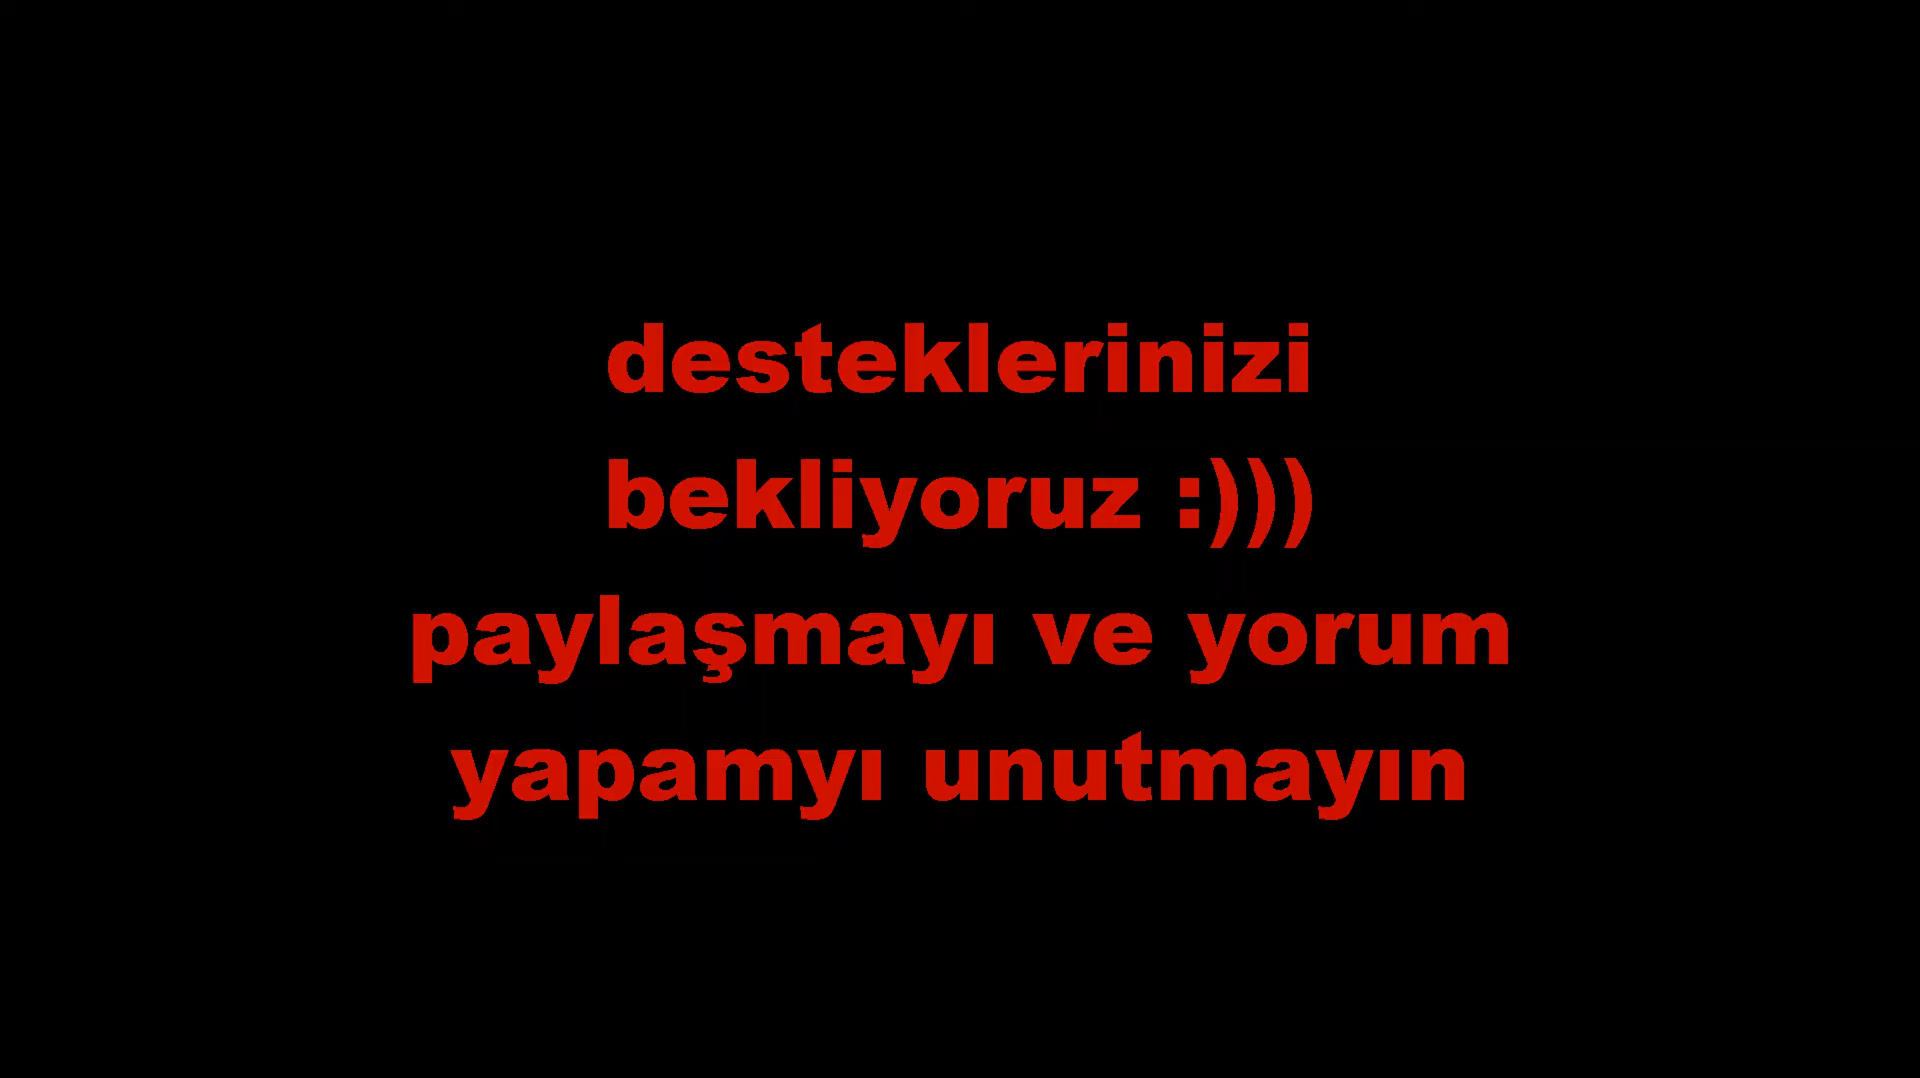 desteklerinizi
bekliyoruz :)))
paylaşmayı ve yorum
yapamyı unutmayın